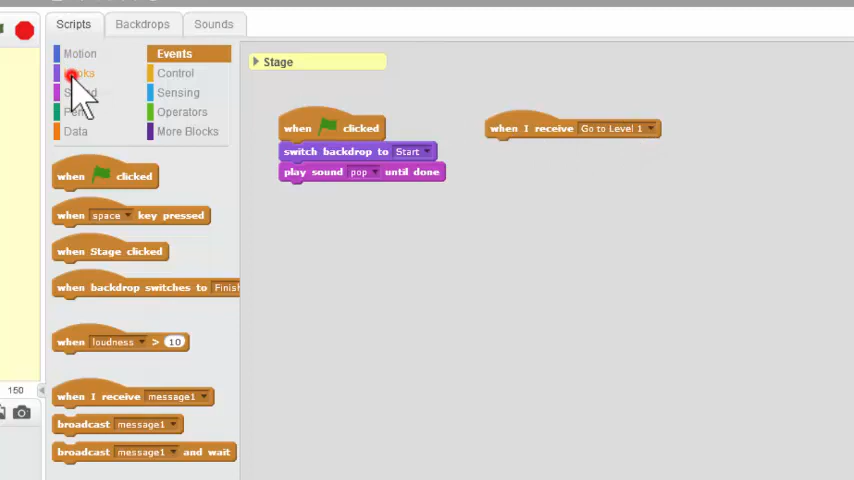 Scripts Backdrops Sounds
Motion Events
Control
Sensing
Operators
Data More Blocks
Stage
when clicked
switch backdrop to Start
play sound pop until done
when I receive Go to Level 1
when clicked
when space key pressed
when Stage clicked
when backdrop switches to Finish
when loudness > 10
when I receive message1
broadcast message1
broadcast message1 and wait
150